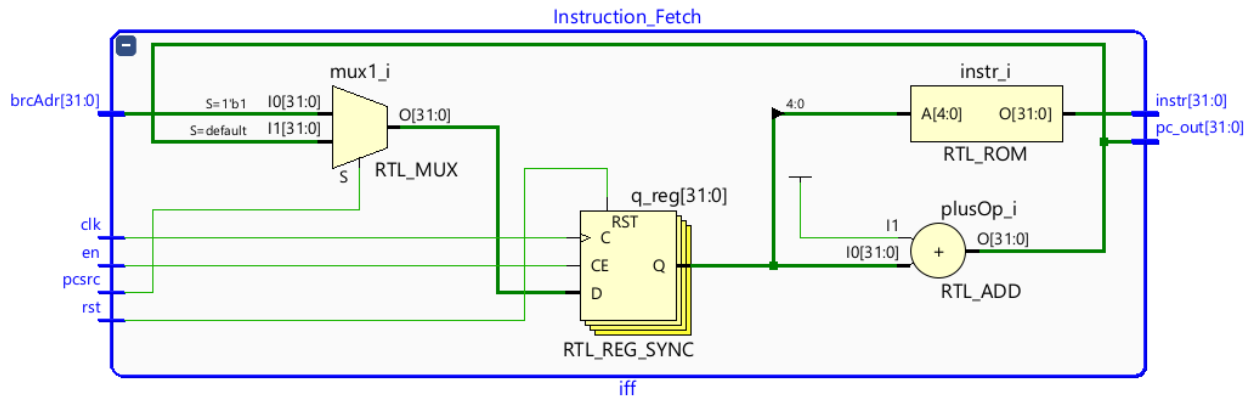 Instruction_Fetch
mux1_i
instr_i
brcAdr[31:0]
S=1'b1
I0[31:0]
S=default
I1[31:0]
O[31:0]
S
RTL_MUX
4:0
A[4:0]
O[31:0]
RTL_ROM
instr[31:0]
pc_out[31:0]
q_reg[31:0]
plusOp_i
clk
en
pcsrc
rst
RST
C
CE
D
Q
RTL_REG_SYNC
I1
I0[31:0]
+
O[31:0]
RTL_ADD
iff